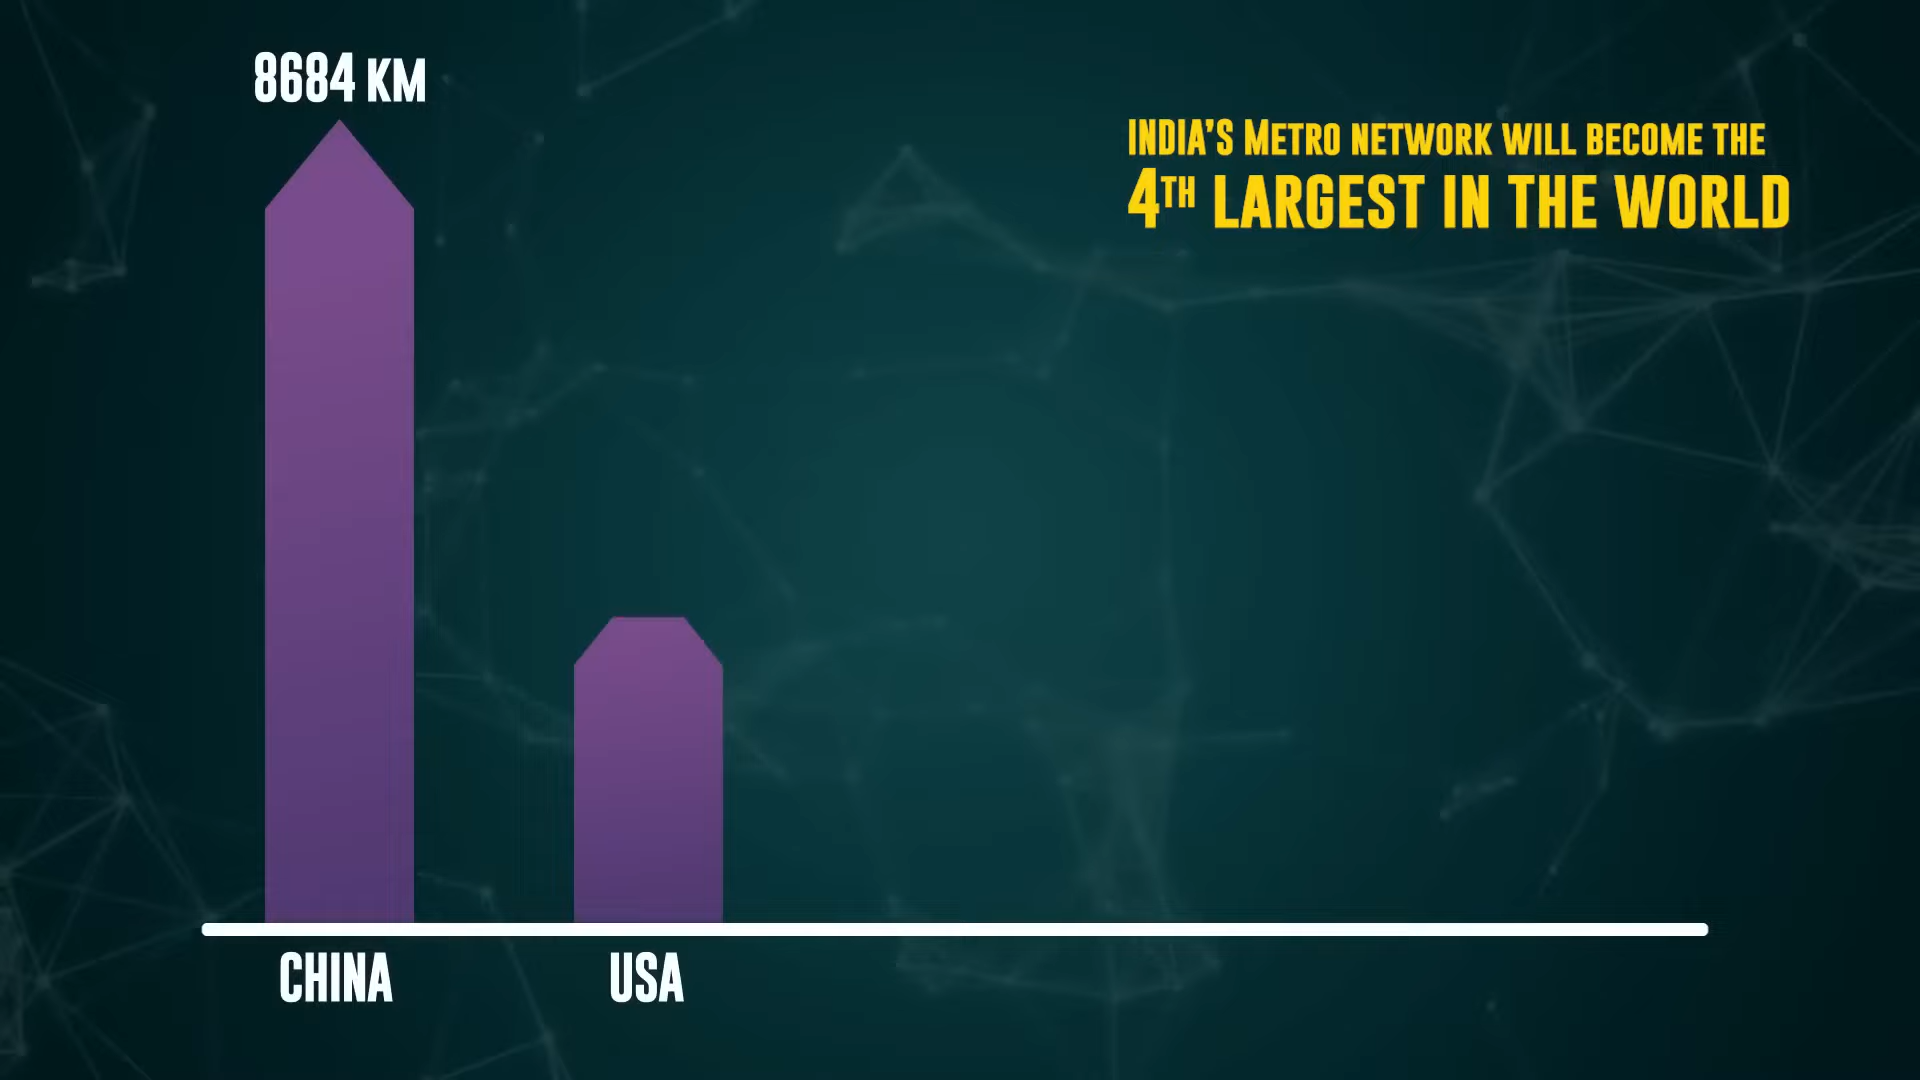 8684 KM
INDIA'S METRO NETWORK WILL BECOME THE
4TH LARGEST IN THE WORLD
CHINA
USA